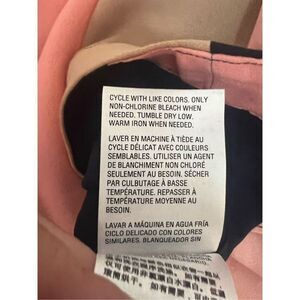 CYCLE WITH LIKE COLORS. ONLY
NON-CHLORINE BLEACH WHEN
NEEDED. TUMBLE DRY LOW.
WARM IRON WHEN NEEDED.
LAVER EN MACHINE À TIÈDE AU
CYCLE DÉLICAT AVEC COULEURS
SEMBLABLES. UTILISER UN AGENT
DE BLANCHIMENT NON CHLORÉ
SEULEMENT AU BESOIN. SÉCHER
PAR CULBUTAGE À BASSE
TEMPÉRATURE. REPASSER À
TEMPÉRATURE MOYENNE AU
BESOIN.
LAVAR A MÁQUINA EN AGUA FRÍA
CICLO DELICADO CON COLORES
SIMILARES. BLANQUEADOR SIN